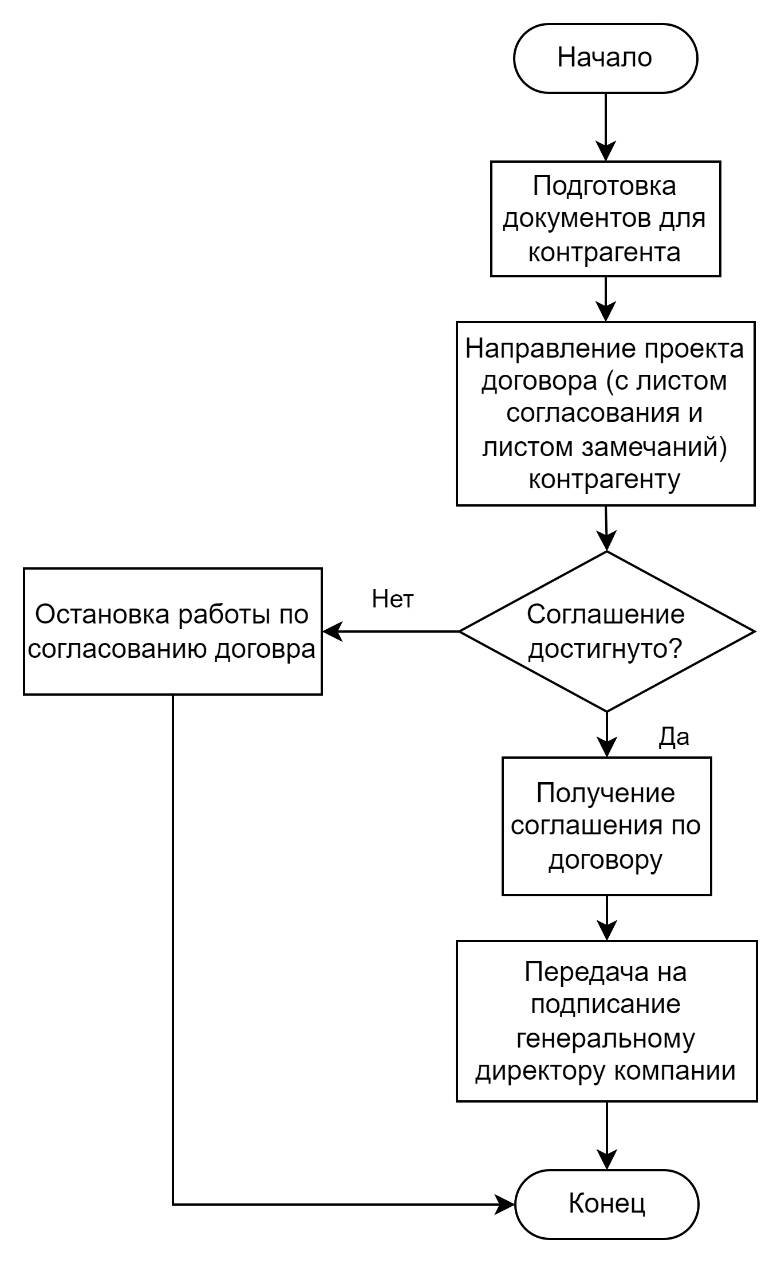 Начало
Подготовка
документов для
контрагента
Направление проекта
договора (с листом
согласования и
листом замечаний)
контрагенту
Соглашение
достигнуто?
Нет
Остановка работы по
согласованию договра
Да
Получение
соглашения по
договору
Передача на
подписание
генеральному
директору компании
Конец